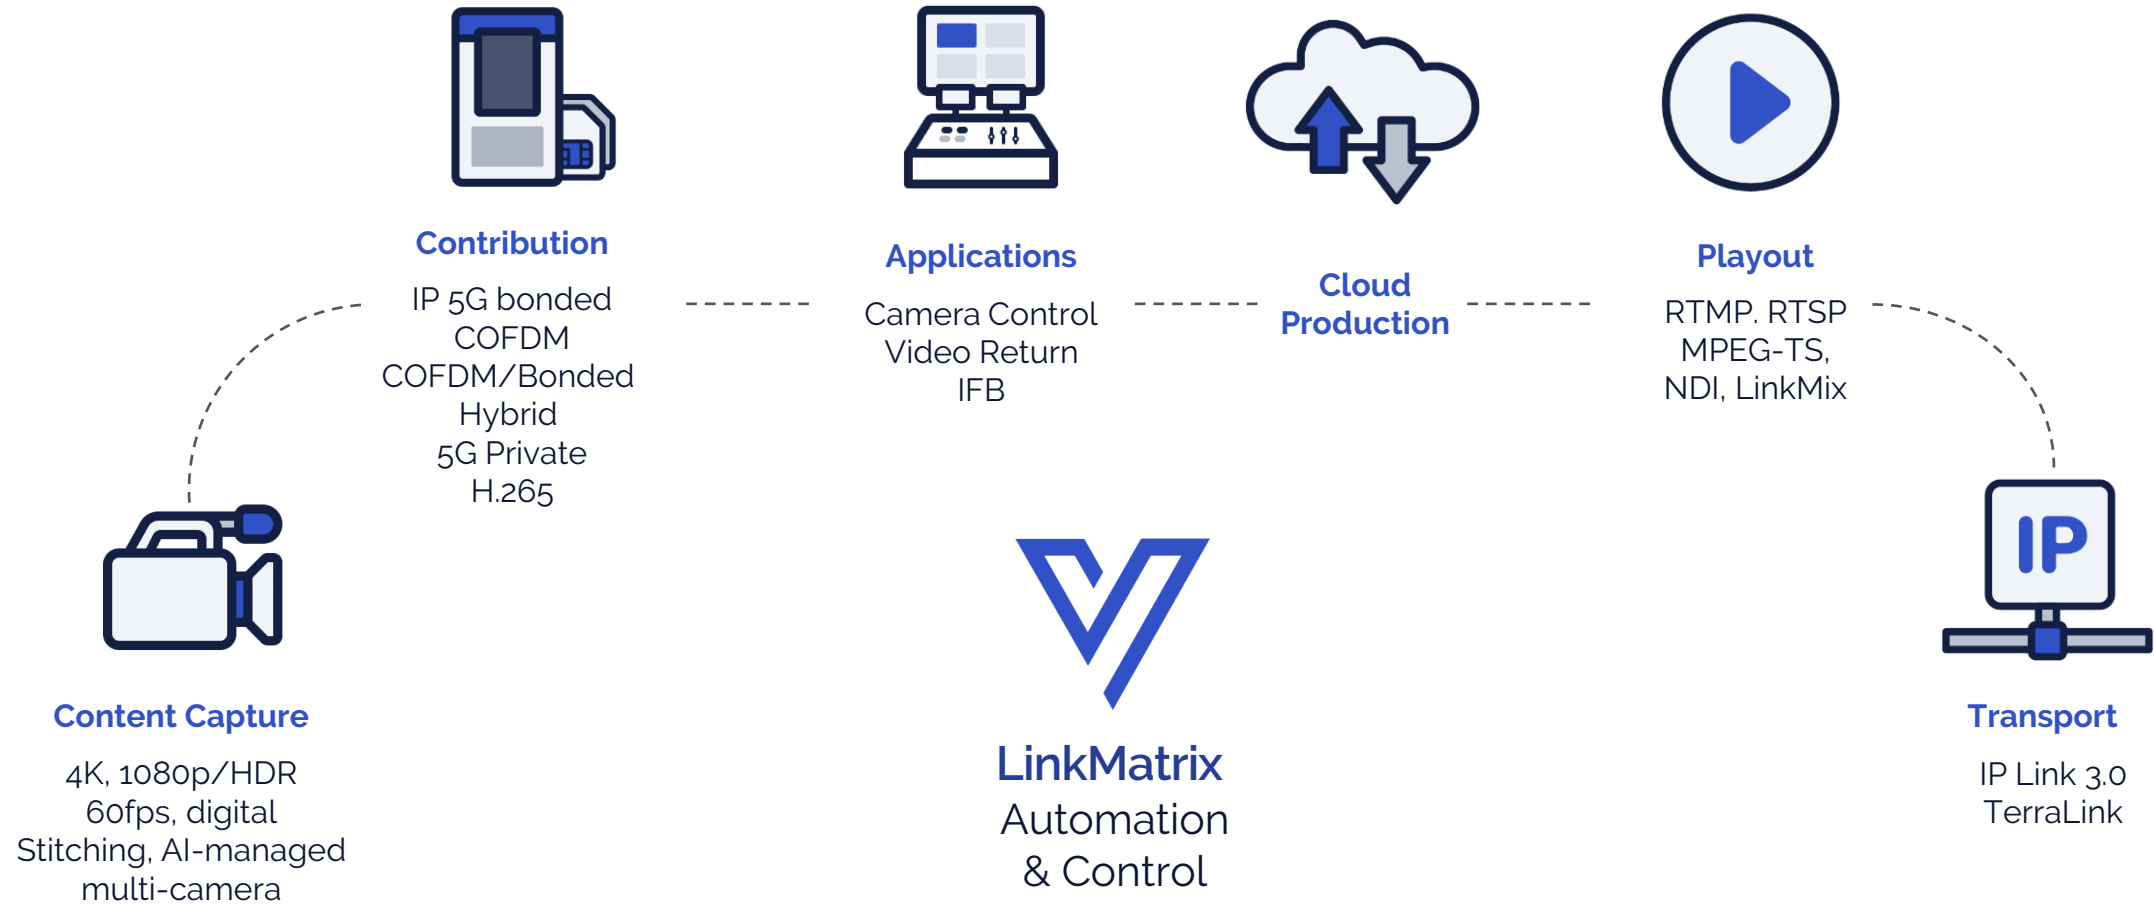 Contribution
IP 5G bonded
COFDM
COFDM/Bonded
Hybrid
5G Private
H.265
Applications
Camera Control
Video Return
IFB
Cloud
Production
Playout
RTMP. RTSP
MPEG-TS,
NDI, LinkMix
Content Capture
4K, 1080p/HDR
60fps, digital
Stitching, AI-managed
multi-camera
LinkMatrix
Automation
& Control
IP
Transport
IP Link 3.0
TerraLink